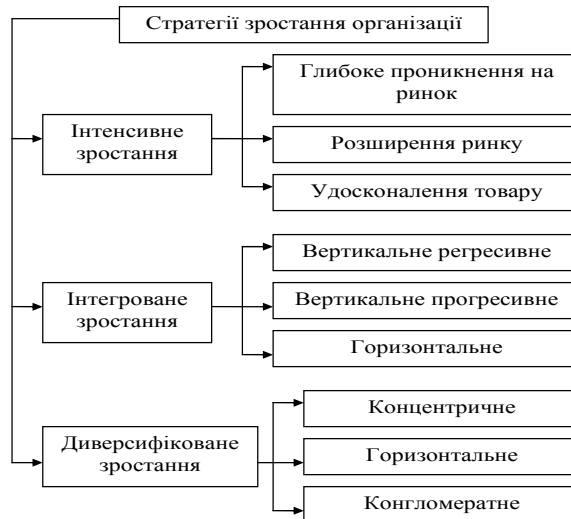 Стратегії зростання організації
Інтенсивне
зростання
Глибоке проникнення на
ринок
Розширення ринку
Удосконалення товару
Інтегроване
зростання
Вертикальне регресивне
Вертикальне прогресивне
Горизонтальне
Диверсифіковане
зростання
Концентричне
Горизонтальне
Конгломератне